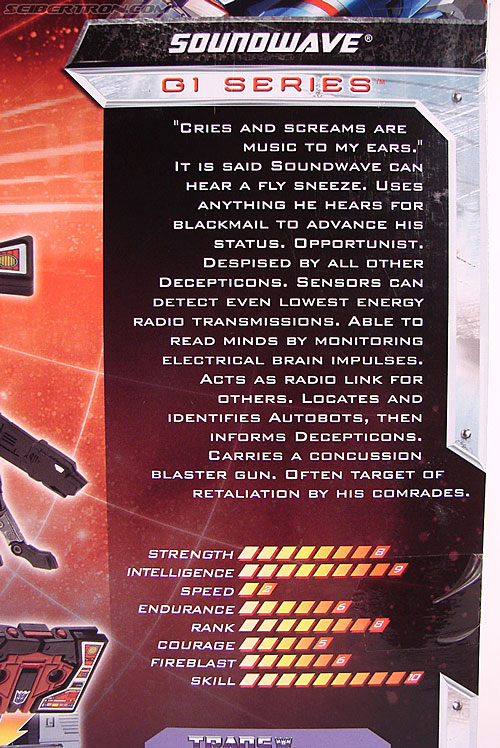 SEIBERTRON.COM
SOUNDWAVE®
G1 SERIES™
"CRIES AND SCREAMS ARE
MUSIC TO MY EARS."
IT IS SAID SOUNDWAVE CAN
HEAR A FLY SNEEZE. USES
ANYTHING HE HEARS FOR
BLACKMAIL TO ADVANCE HIS
STATUS. OPPORTUNIST.
DESPISED BY ALL OTHER
DECEPTICONS. SENSORS CAN
DETECT EVEN LOWEST ENERGY
RADIO TRANSMISSIONS. ABLE TO
READ MINDS BY MONITORING
ELECTRICAL BRAIN IMPULSES.
ACTS AS RADIO LINK FOR
OTHERS. LOCATES AND
IDENTIFIES AUTOBOTS, THEN
INFORMS DECEPTICONS.
CARRIES A CONCUSSION
BLASTER GUN. OFTEN TARGET OF
RETALIATION BY HIS COMRADES.
STRENGTH 8
INTELLIGENCE 9
SPEED 2
ENDURANCE 6
RANK 8
COURAGE 5
FIREBLAST 6
SKILL 10